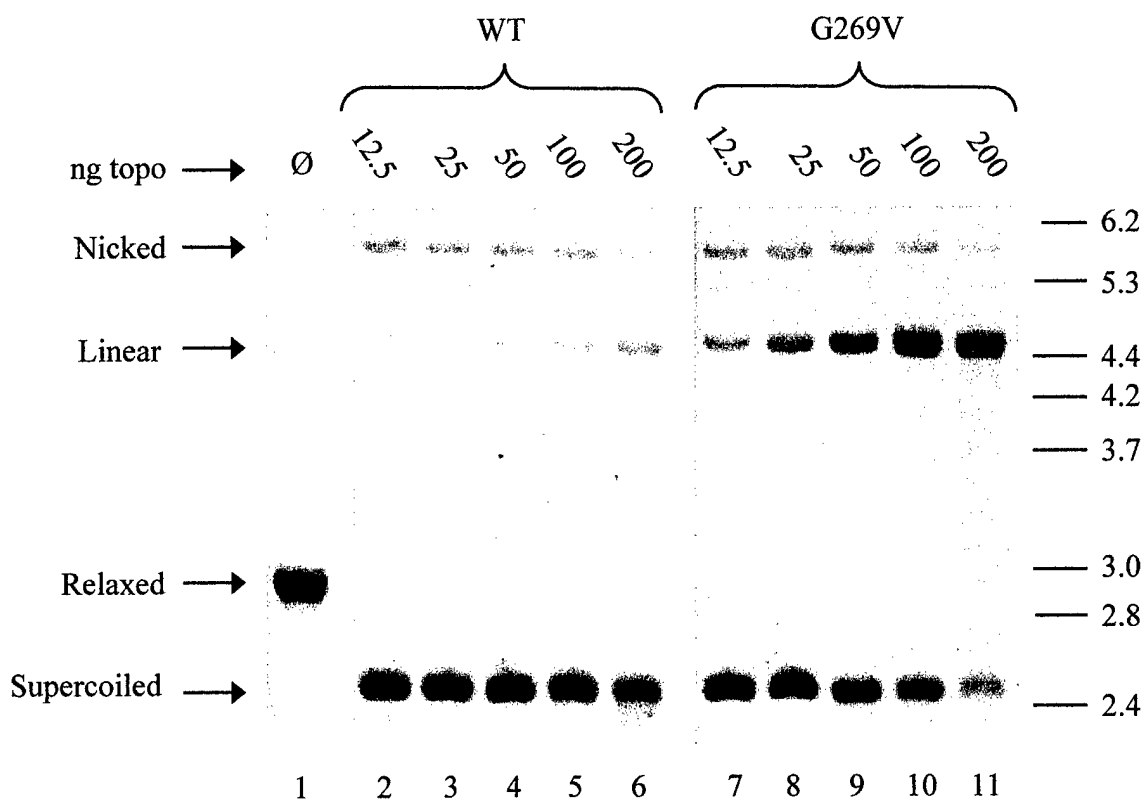 WT G269V
ng topo Ø 12.5 25 50 100 200 12.5 25 50 100 200
Nicked 6.2
5.3
Linear 4.4
4.2
3.7
Relaxed 3.0
2.8
Supercoiled 2.4
1 2 3 4 5 6 7 8 9 10 11